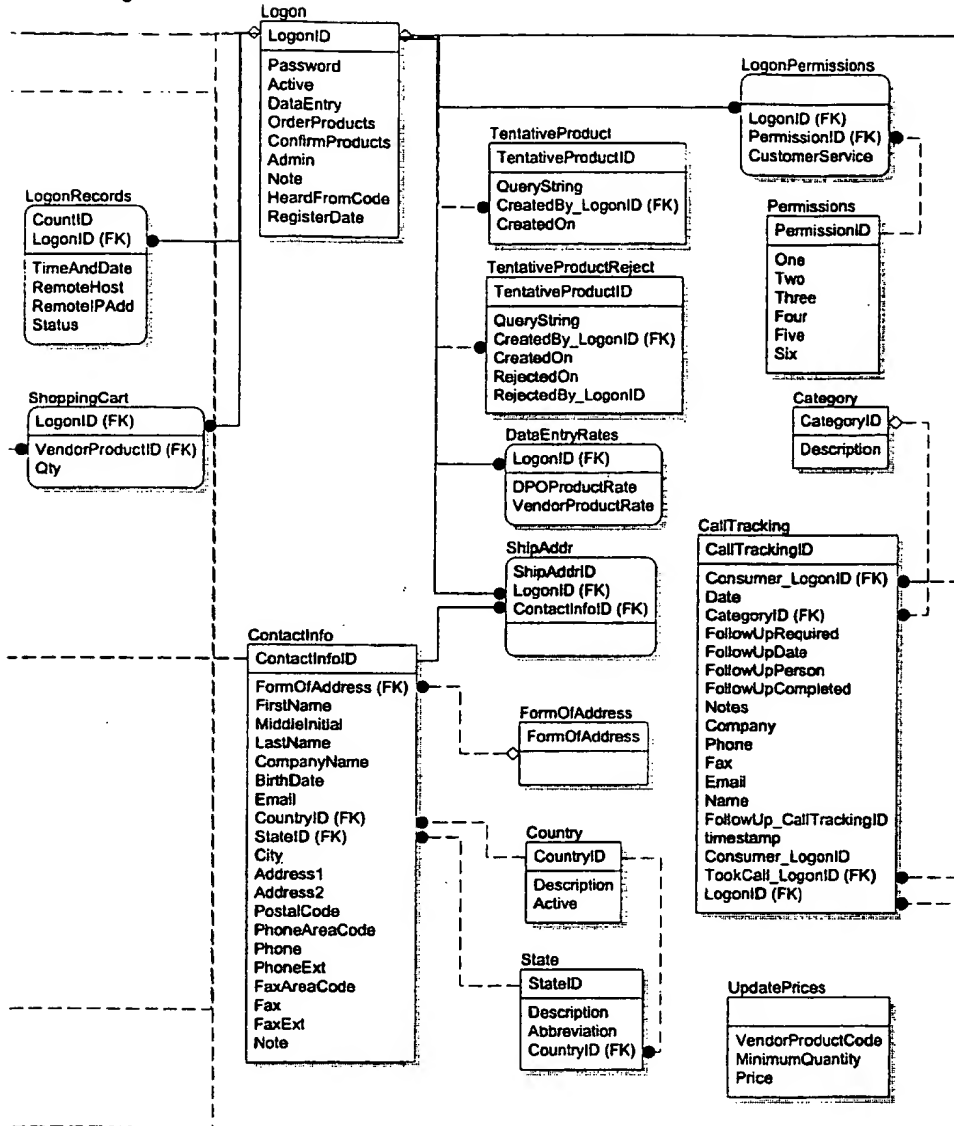 Logon
LogonID
Password
Active
DataEntry
OrderProducts
ConfirmProducts
Admin
Note
HeardFromCode
RegisterDate
LogonPermissions
LogonID (FK)
PermissionID (FK)
CustomerService
TentativeProduct
TentativeProductID
QueryString
CreatedBy_LogonID (FK)
CreatedOn
LogonRecords
CountID
LogonID (FK)
TimeAndDate
RemoteHost
RemoteIPAdd
Status
Permissions
PermissionID
One
Two
Three
Four
Five
Six
TentativeProductReject
TentativeProductID
QueryString
CreatedBy_LogonID (FK)
CreatedOn
RejectedOn
RejectedBy_LogonID
ShoppingCart
LogonID (FK)
VendorProductID (FK)
Qty
Category
CategoryID
Description
DataEntryRates
LogonID (FK)
DPOProductRate
VendorProductRate
CallTracking
CallTrackingID
Consumer_LogonID (FK)
Date
CategoryID (FK)
FollowUpRequired
FollowUpDate
FollowUpPerson
FollowUpCompleted
Notes
Company
Phone
Fax
Email
Name
FollowUp_CallTrackingID
timestamp
Consumer_LogonID
TookCall_LogonID (FK)
LogonID (FK)
ShipAddr
ShipAddrID
LogonID (FK)
ContactInfoID (FK)
ContactInfo
ContactInfoID
FormOfAddress (FK)
FirstName
MiddleInitial
LastName
CompanyName
BirthDate
Email
CountryID (FK)
StateID (FK)
City
Address1
Address2
PostalCode
PhoneAreaCode
Phone
PhoneExt
FaxAreaCode
Fax
FaxExt
Note
FormOfAddress
FormOfAddress
Country
CountryID
Description
Active
State
StateID
Description
Abbreviation
CountryID (FK)
UpdatePrices
VendorProductCode
MinimumQuantity
Price